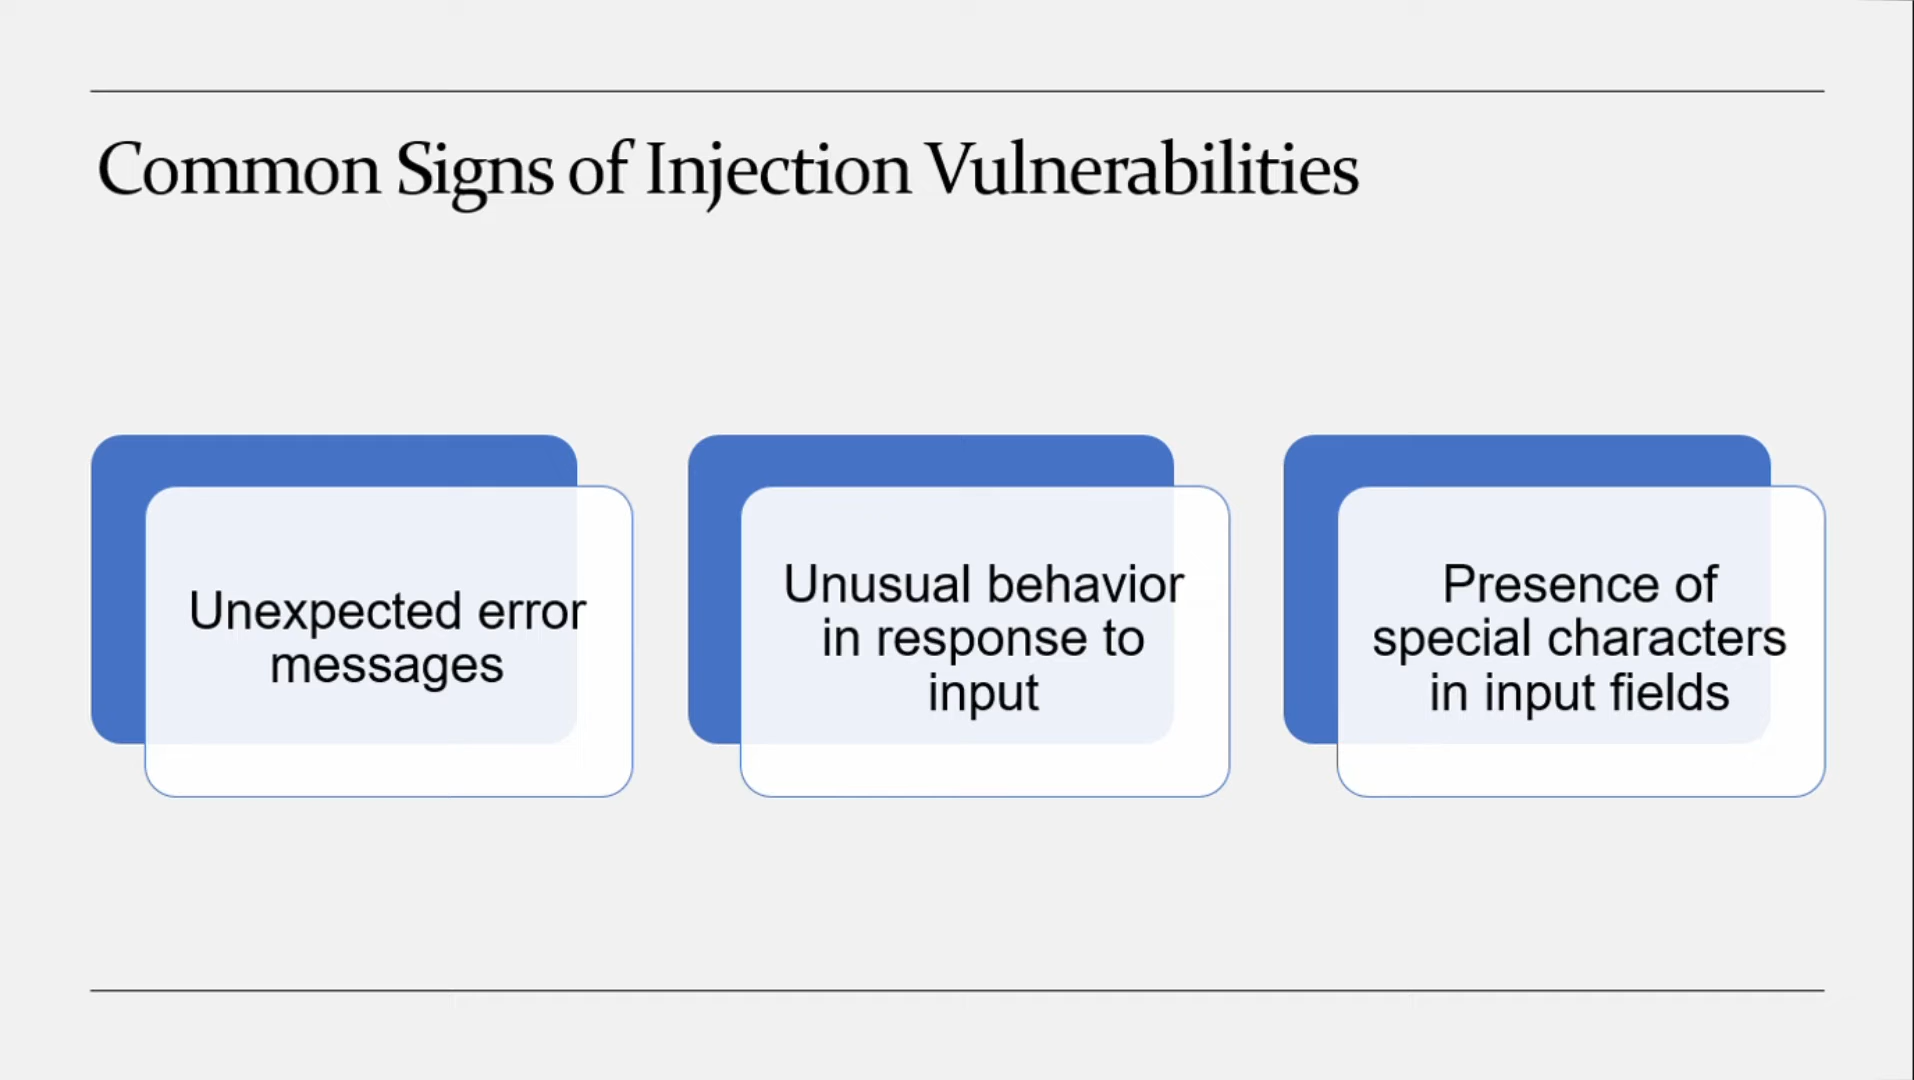 Common Signs of Injection Vulnerabilities
Unexpected error
messages
Unusual behavior
in response to
input
Presence of
special characters
in input fields